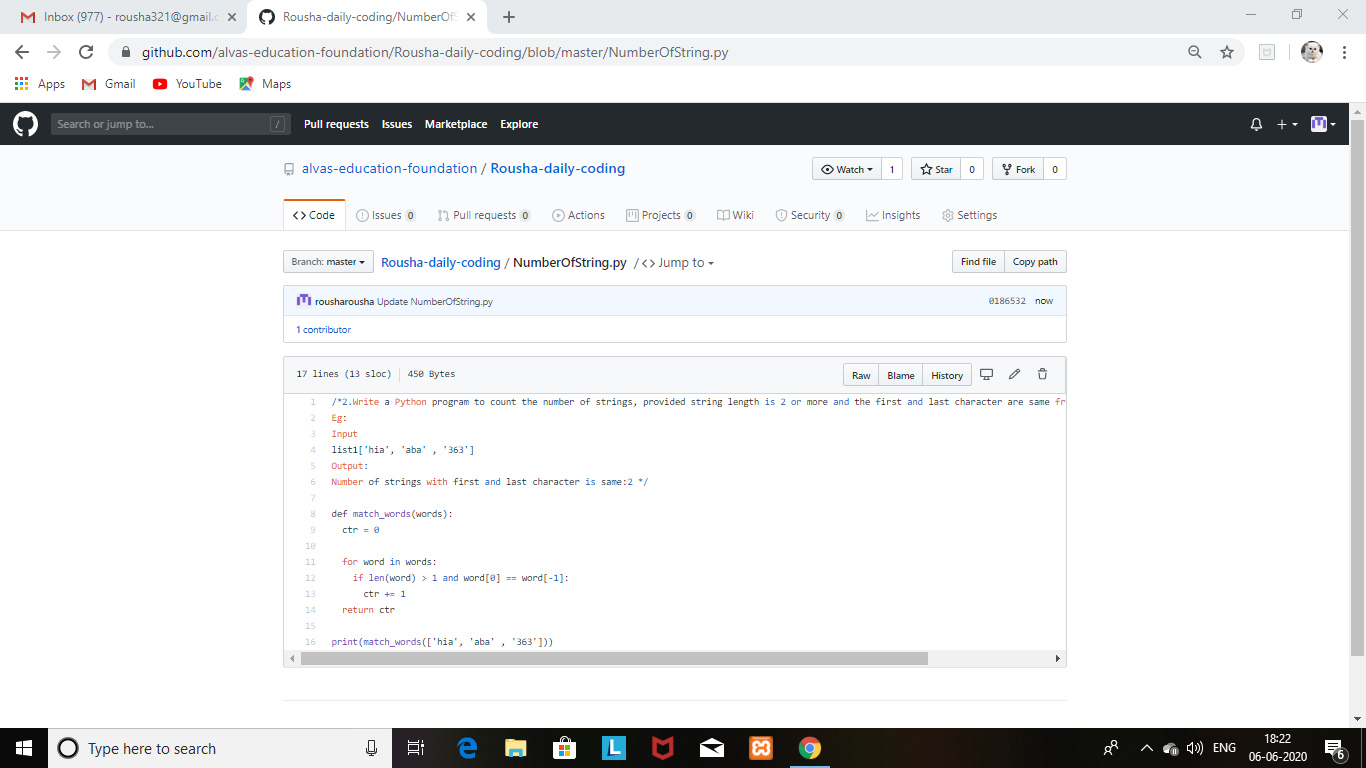 Inbox (977) - rousha321@gmail.c
Rousha-daily-coding/NumberOfS
github.com/alvas-education-foundation/Rousha-daily-coding/blob/master/NumberOfString.py
Apps Gmail YouTube Maps
Search or jump to... / Pull requests Issues Marketplace Explore
alvas-education-foundation / Rousha-daily-coding Watch 1 Star 0 Fork 0
Code Issues 0 Pull requests 0 Actions Projects 0 Wiki Security 0 Insights Settings
Branch: master Rousha-daily-coding / NumberOfString.py / <> Jump to Find file Copy path
rousharousha Update NumberOfString.py 0186532 now
1 contributor
17 lines (13 sloc) 450 Bytes Raw Blame History
1 /*2.Write a Python program to count the number of strings, provided string length is 2 or more and the first and last character are same fr
2 Eg:
3 Input
4 list1['hia', 'aba' , '363']
5 Output:
6 Number of strings with first and last character is same:2 */
7
8 def match_words(words):
9   ctr = 0
10
11   for word in words:
12     if len(word) > 1 and word[0] == word[-1]:
13       ctr += 1
14   return ctr
15
16 print(match_words(['hia', 'aba' , '363']))
Type here to search L ENG 18:22
06-06-2020 6